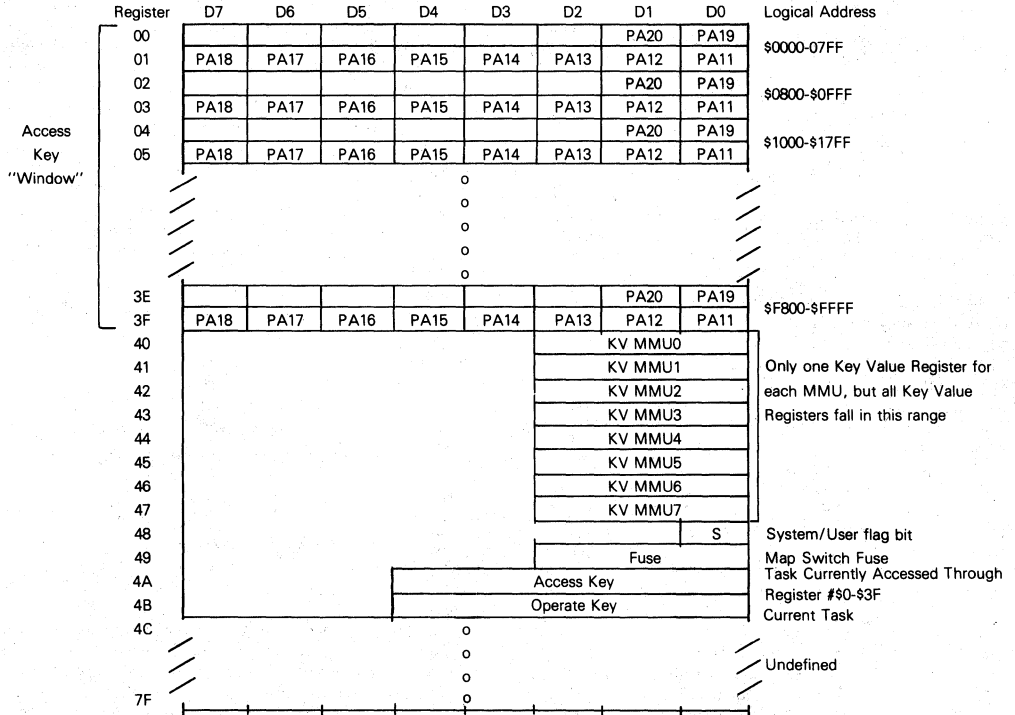 Register D7 D6 D5 D4 D3 D2 D1 D0 Logical Address
00 PA20 PA19
$0000-07FF
01 PA18 PA17 PA16 PA15 PA14 PA13 PA12 PA11
02 PA20 PA19
$0800-$0FFF
03 PA18 PA17 PA16 PA15 PA14 PA13 PA12 PA11
04 PA20 PA19
$1000-$17FF
05 PA18 PA17 PA16 PA15 PA14 PA13 PA12 PA11
Access
Key
"Window"
o
o
o
o
o
3E PA20 PA19
$F800-$FFFF
3F PA18 PA17 PA16 PA15 PA14 PA13 PA12 PA11
40 KV MMU0
41 KV MMU1 Only one Key Value Register for
42 KV MMU2 each MMU, but all Key Value
43 KV MMU3 Registers fall in this range
44 KV MMU4
45 KV MMU5
46 KV MMU6
47 KV MMU7
48 S System/User flag bit
49 Fuse Map Switch Fuse
4A Access Key Task Currently Accessed Through
Register #$0-$3F
4B Operate Key Current Task
4C o
o
o Undefined
7F o